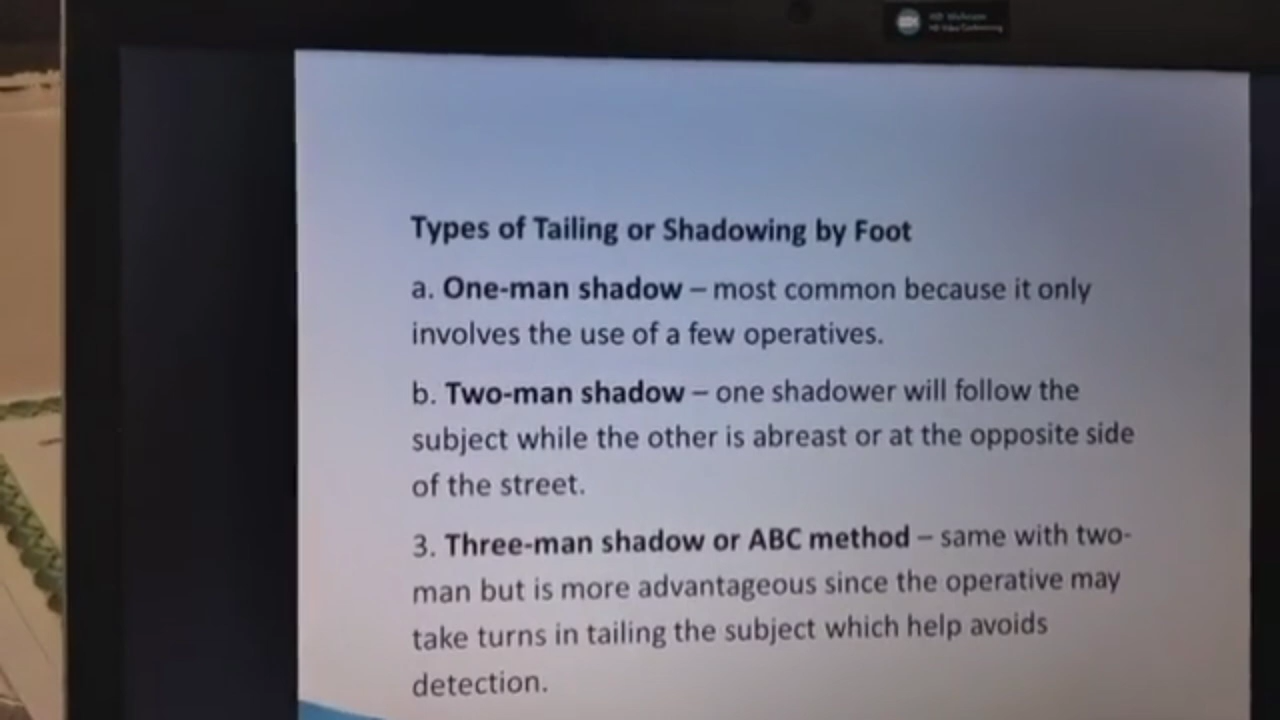 Types of Tailing or Shadowing by Foot
a. One-man shadow – most common because it only
involves the use of a few operatives.
b. Two-man shadow – one shadower will follow the
subject while the other is abreast or at the opposite side
of the street.
3. Three-man shadow or ABC method – same with two-
man but is more advantageous since the operative may
take turns in tailing the subject which help avoids
detection.